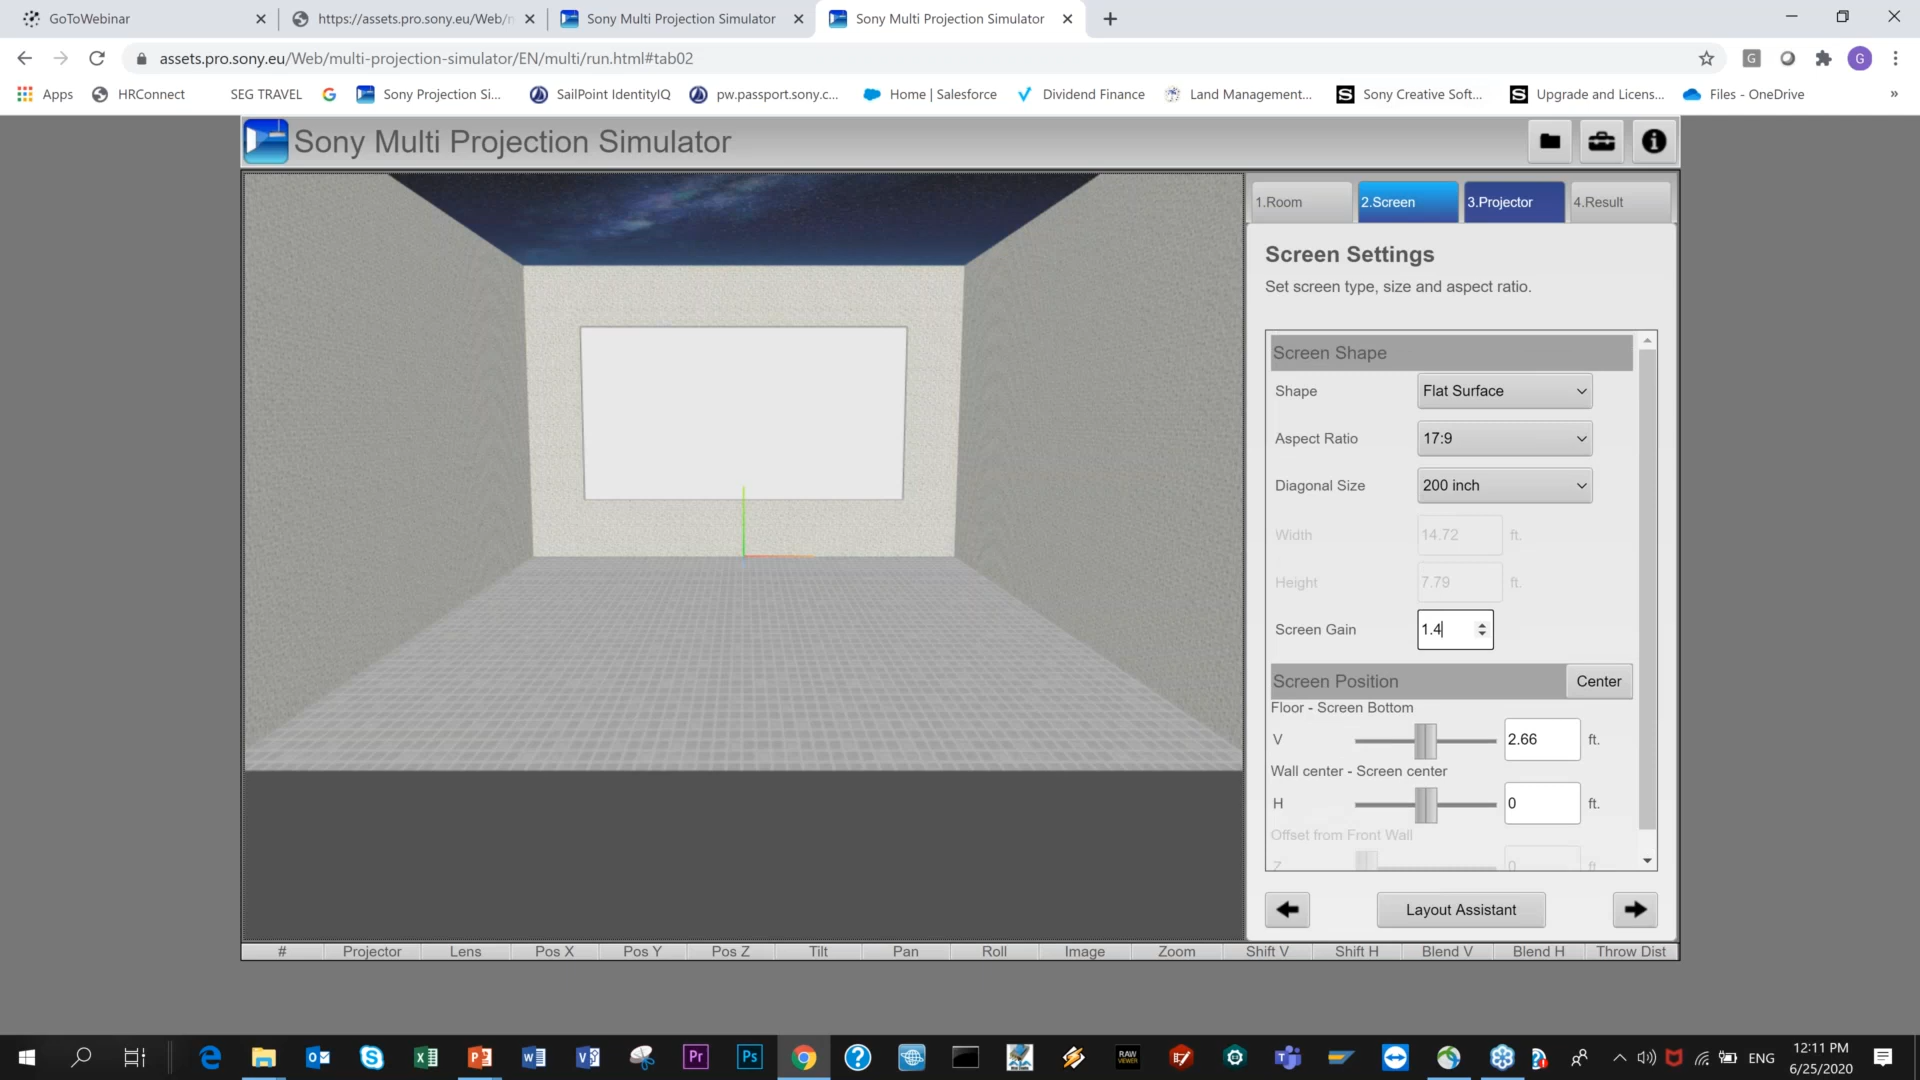 GoToWebinar
https://assets.pro.sony.eu/Web/
Sony Multi Projection Simulator
Sony Multi Projection Simulator
assets.pro.sony.eu/Web/multi-projection-simulator/EN/multi/run.html#tab02
G
G
Apps
HRConnect
SEG TRAVEL
Sony Projection Si...
SailPoint IdentityIQ
pw.passport.sony.c...
Home | Salesforce
Dividend Finance
Land Management...
Sony Creative Soft...
Upgrade and Licens...
Files - OneDrive
»
Sony Multi Projection Simulator
1.Room
2.Screen
3.Projector
4.Result
Screen Settings
Set screen type, size and aspect ratio.
Screen Shape
Shape
Flat Surface
Aspect Ratio
17:9
Diagonal Size
200 inch
Width
14.72
ft.
Height
7.79
ft.
Screen Gain
1.4
Screen Position
Center
Floor - Screen Bottom
V
2.66
ft.
Wall center - Screen center
H
0
ft.
Offset from Front Wall
Z
0
ft.
Layout Assistant
# Projector Lens Pos X Pos Y Pos Z Tilt Pan Roll Image Zoom Shift V Shift H Blend V Blend H Throw Dist
Pr
Ps
RAW
VIEWER
ENG
12:11 PM
6/25/2020